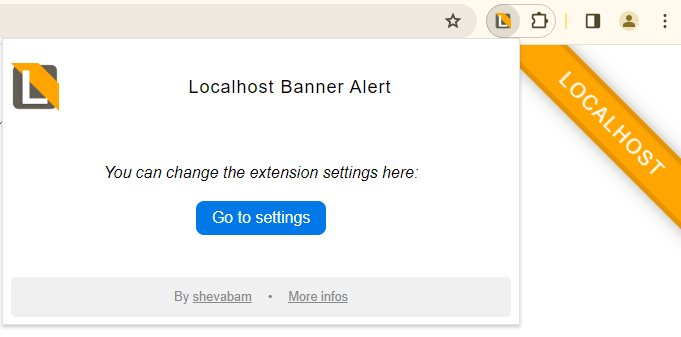 L
Localhost Banner Alert
LOCALHOST
You can change the extension settings here:
Go to settings
By shevabam • More infos